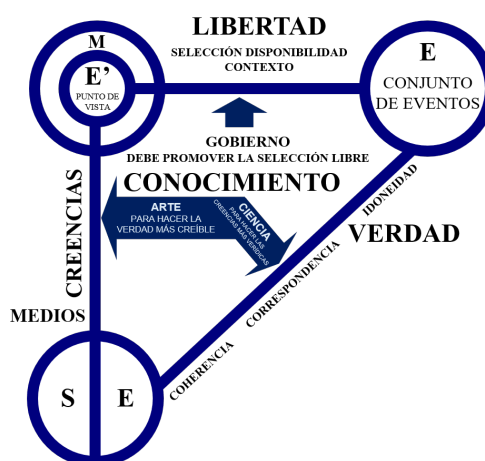 LIBERTAD
SELECCIÓN DISPONIBILIDAD
CONTEXTO
M
E’
PUNTO DE
VISTA
E
CONJUNTO
DE EVENTOS
GOBIERNO
DEBE PROMOVER LA SELECCIÓN LIBRE
CONOCIMIENTO
ARTE
PARA HACER LA
VERDAD MÁS CREÍBLE
CIENCIA
PARA HACER LAS
CREENCIAS MÁS VERÍDICAS
CREENCIAS
IDONEIDAD
VERDAD
CORRESPONDENCIA
COHERENCIA
MEDIOS
S
E